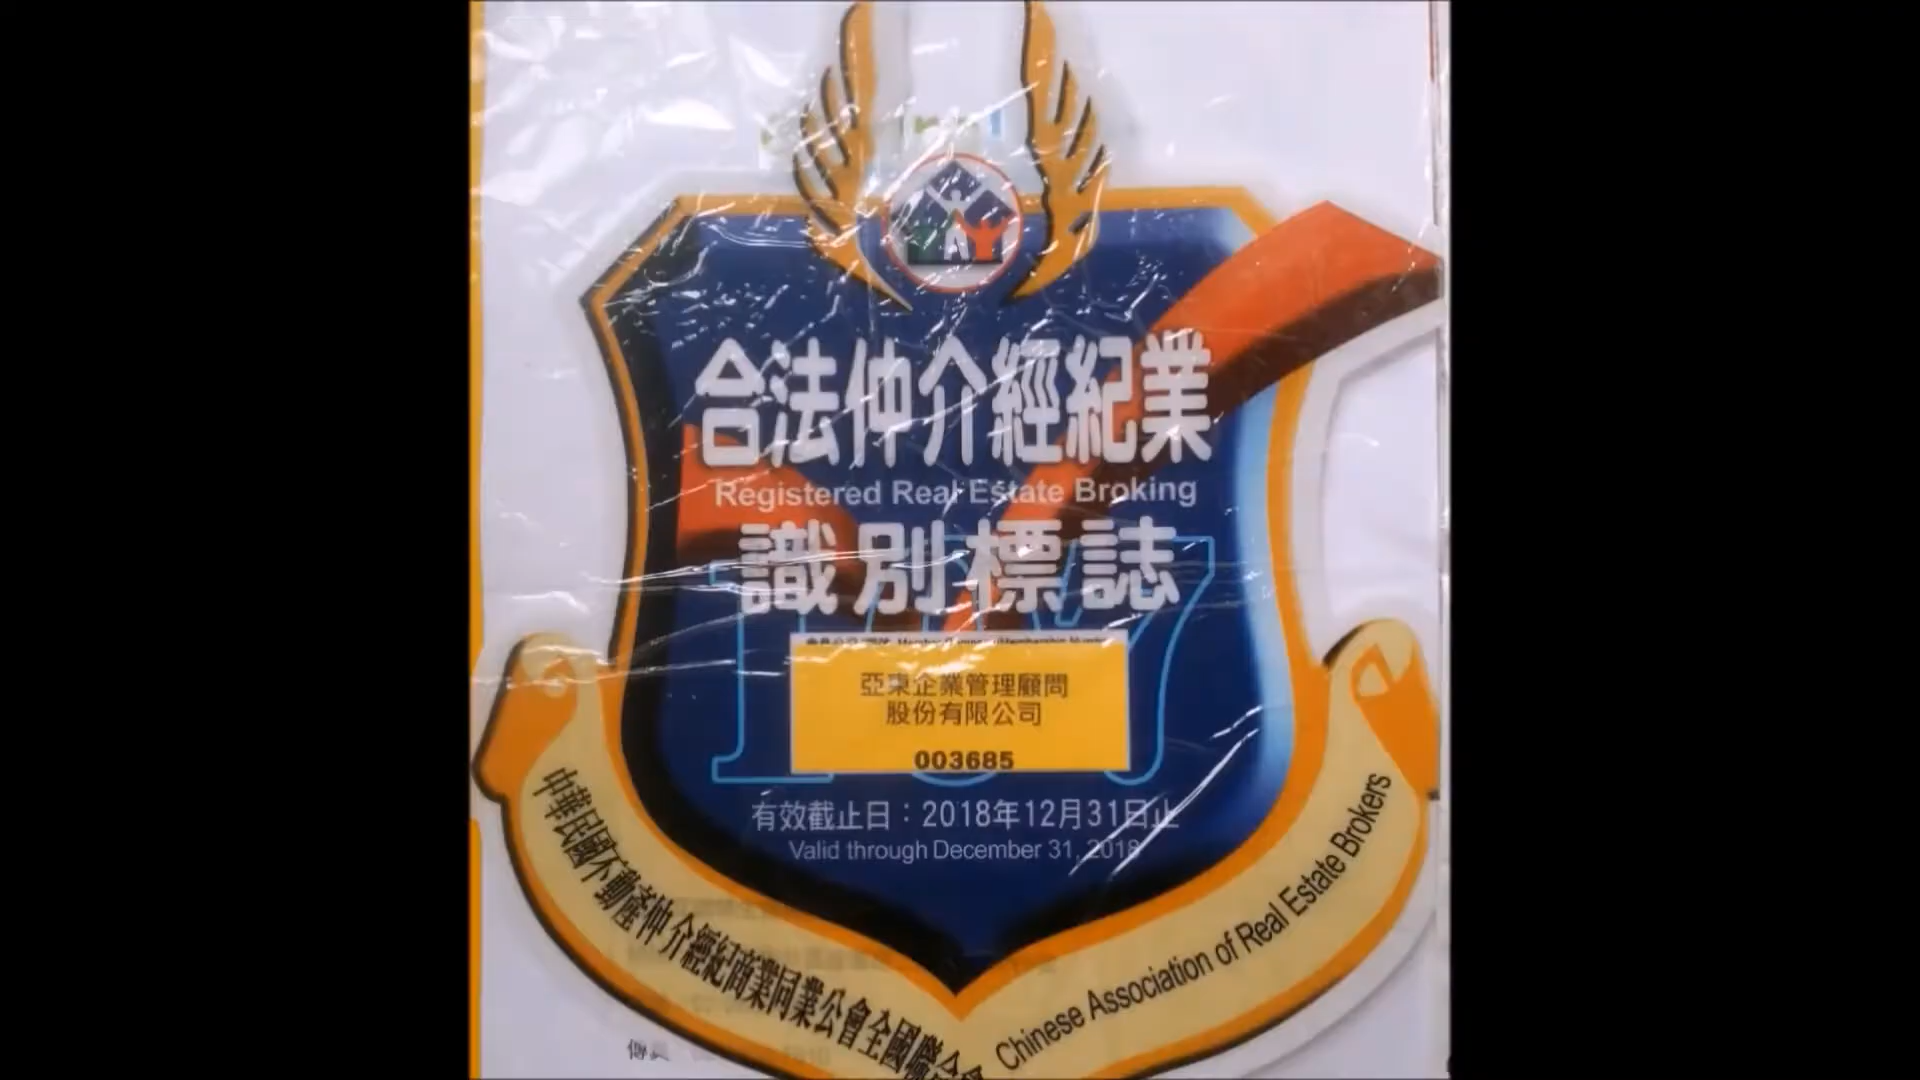 合法仲介經紀業
Registered Real Estate Broking
識別標誌
亞東企業管理顧問
股份有限公司
003685
有效截止日：2018年12月31日止
Valid through December 31, 2018
中華民國不動產仲介經紀商業同業公會全國聯合會
Chinese Association of Real Estate Brokers